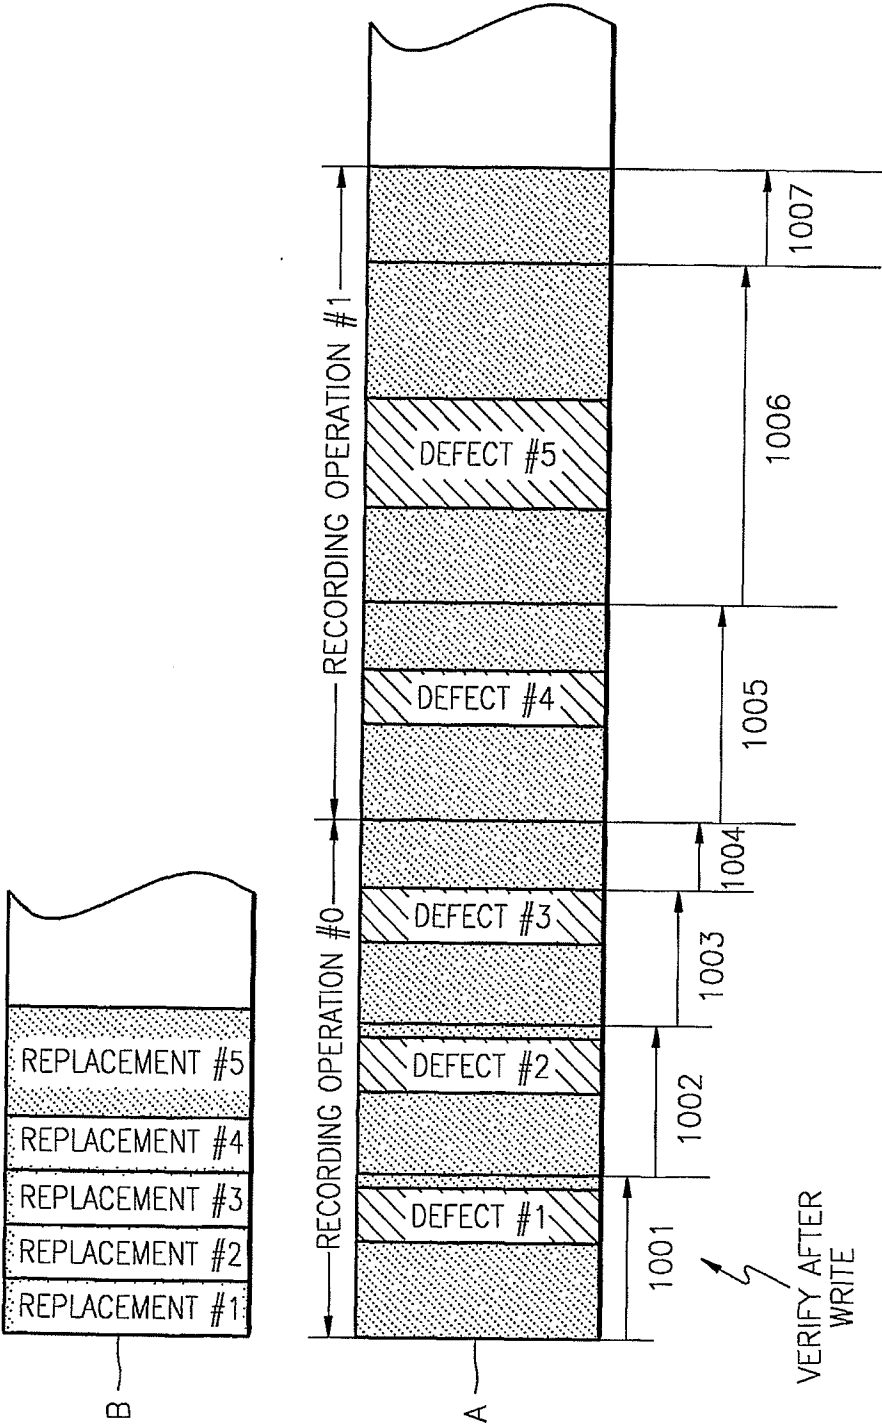 REPLACEMENT #1
REPLACEMENT #2
REPLACEMENT #3
REPLACEMENT #4
REPLACEMENT #5
B
RECORDING OPERATION #0
RECORDING OPERATION #1
DEFECT #1
DEFECT #2
DEFECT #3
DEFECT #4
DEFECT #5
A
1001
1002
1003
1004
1005
1006
1007
VERIFY AFTER
WRITE